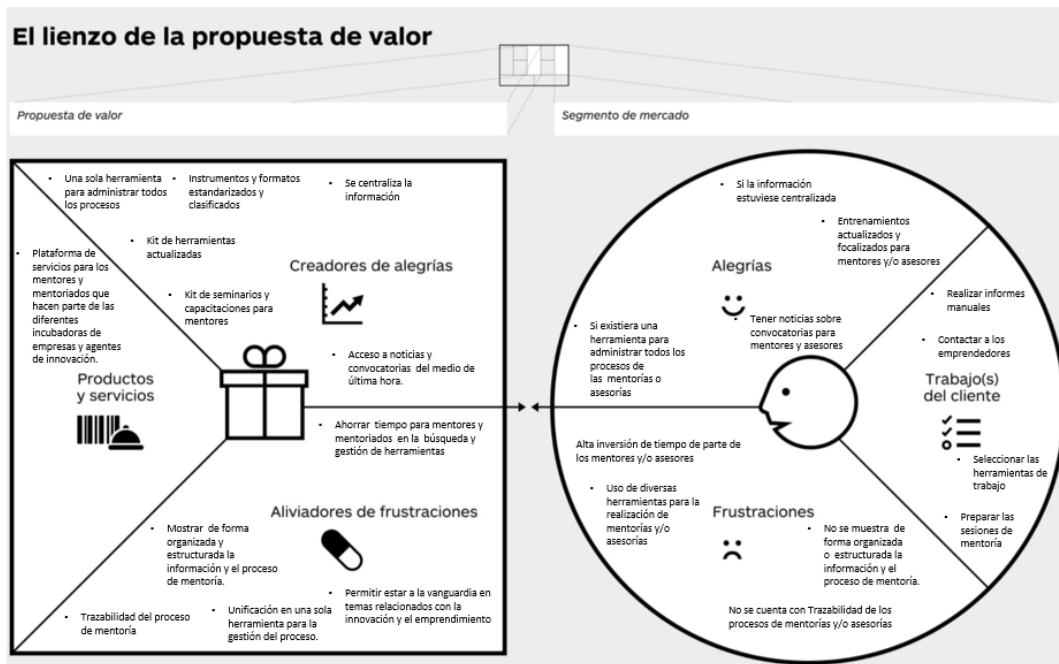 El lienzo de la propuesta de valor
Propuesta de valor
Segmento de mercado
• Una sola herramienta
para administrar todos
los procesos
• Instrumentos y formatos
estandarizados y
clasificados
• Se centraliza la
información
• Kit de herramientas
actualizadas
• Plataforma de
servicios para los
mentores y
mentoriados que
hacen parte de las
diferentes
incubadoras de
empresas y agentes
de innovación.
Creadores de alegrías
• Kit de seminarios y
capacitaciones para
mentores
• Acceso a noticias y
convocatorias del medio de
última hora.
Productos
y servicios
• Ahorrar tiempo para mentores y
mentoriados en la búsqueda y
gestión de herramientas
Aliviadores de frustraciones
• Mostrar de forma
organizada y
estructurada la
información y el proceso
de mentoría.
• Permitir estar a la vanguardia en
temas relacionados con la
innovación y el emprendimiento
• Trazabilidad del proceso
de mentoría
• Unificación en una sola
herramienta para la
gestión del proceso.
• Si la información
estuviese centralizada
• Entrenamientos
actualizados y
focalizados para
mentores y/o asesores
Alegrías
• Tener noticias sobre
convocatorias para
mentores y asesores
• Si existiera una
herramienta para
administrar todos los
procesos de
las mentorías o
asesorías
• Realizar informes
manuales
• Contactar a los
emprendedores
Trabajo(s)
del cliente
• Seleccionar las
herramientas de
trabajo
• Preparar las
sesiones de
mentoría
Alta inversión de tiempo de parte de
los mentores y/o asesores
• Uso de diversas
herramientas para la
realización de
mentorías y/o
asesorías
Frustraciones
• No se muestra de
forma organizada
o estructurada la
información y el
proceso de mentoría.
No se cuenta con Trazabilidad de los
procesos de mentorías y/o asesorías